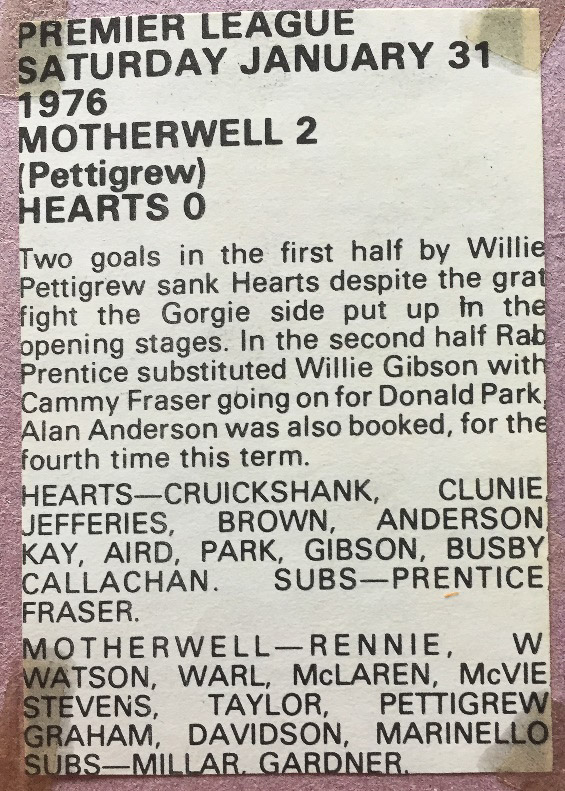 PREMIER LEAGUE
SATURDAY JANUARY 31
1976
MOTHERWELL 2
(Pettigrew)
HEARTS 0
Two goals in the first half by Willie
Pettigrew sank Hearts despite the grat
fight the Gorgie side put up in the
opening stages. In the second half Rab
Prentice substituted Willie Gibson with
Cammy Fraser going on for Donald Park.
Alan Anderson was also booked, for the
fourth time this term.
HEARTS—CRUICKSHANK, CLUNIE,
JEFFERIES, BROWN, ANDERSON,
KAY, AIRD, PARK, GIBSON, BUSBY,
CALLACHAN. SUBS—PRENTICE,
FRASER.
MOTHERWELL—RENNIE, W
WATSON, WARL, McLAREN, McVIE
STEVENS, TAYLOR, PETTIGREW
GRAHAM, DAVIDSON, MARINELLO
SUBS—MILLAR, GARDNER.